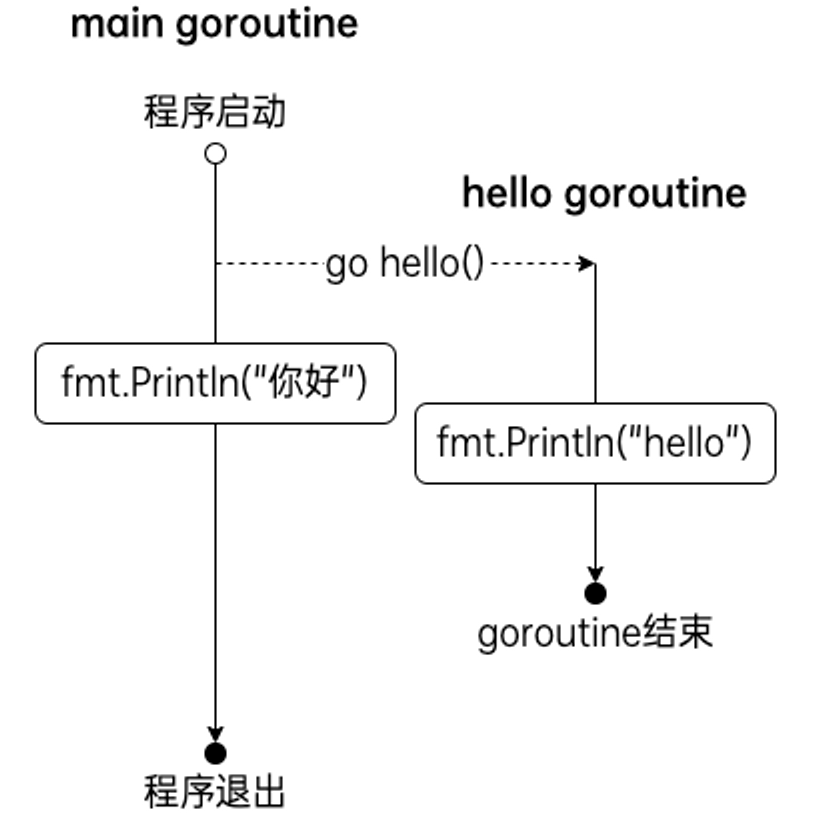 main goroutine
程序启动
hello goroutine
go hello()
fmt.Println("你好")
fmt.Println("hello")
goroutine结束
程序退出